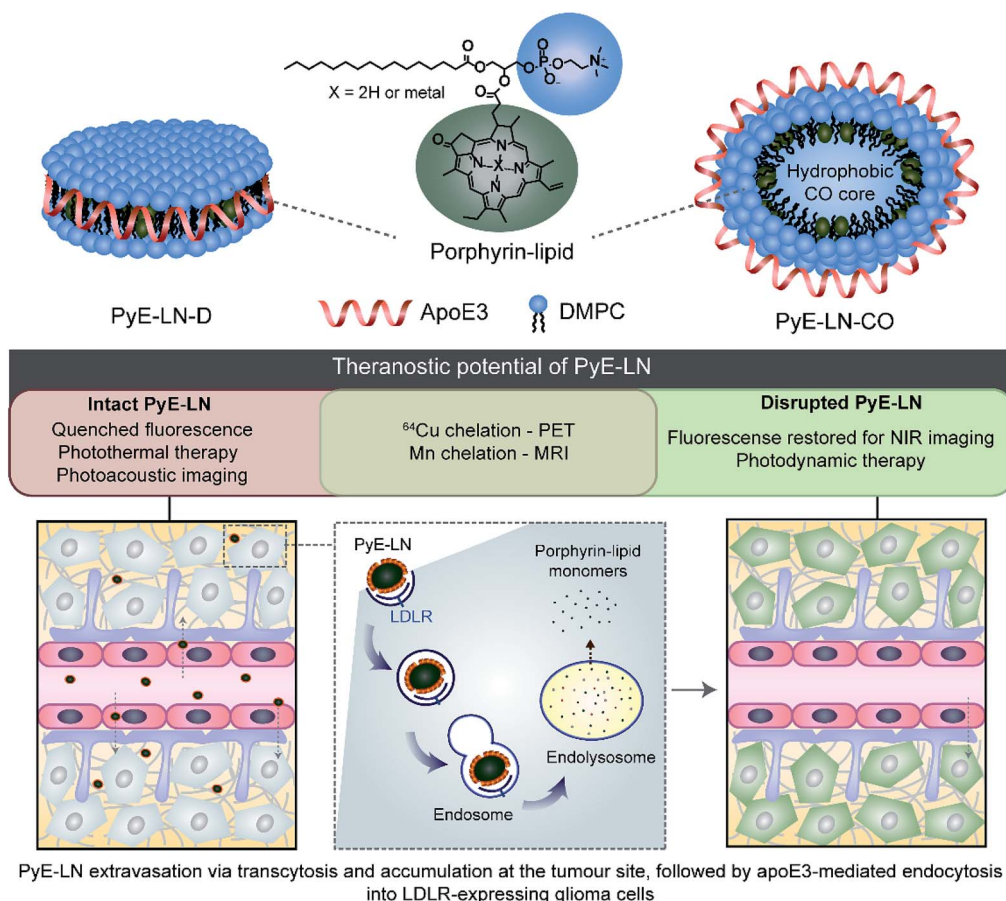 X = 2H or metal
O
O
O
O
P
O
O⁻
N⁺
O
O
N
N
X
N
N
Hydrophobic
CO core
Porphyrin-lipid
PyE-LN-D
ApoE3
DMPC
PyE-LN-CO
Theranostic potential of PyE-LN
Intact PyE-LN
Quenched fluorescence
Photothermal therapy
Photoacoustic imaging
⁶⁴Cu chelation - PET
Mn chelation - MRI
Disrupted PyE-LN
Fluorescense restored for NIR imaging
Photodynamic therapy
PyE-LN
LDLR
Porphyrin-lipid
monomers
Endosome
Endolysosome
PyE-LN extravasation via transcytosis and accumulation at the tumour site, followed by apoE3-mediated endocytosis
into LDLR-expressing glioma cells